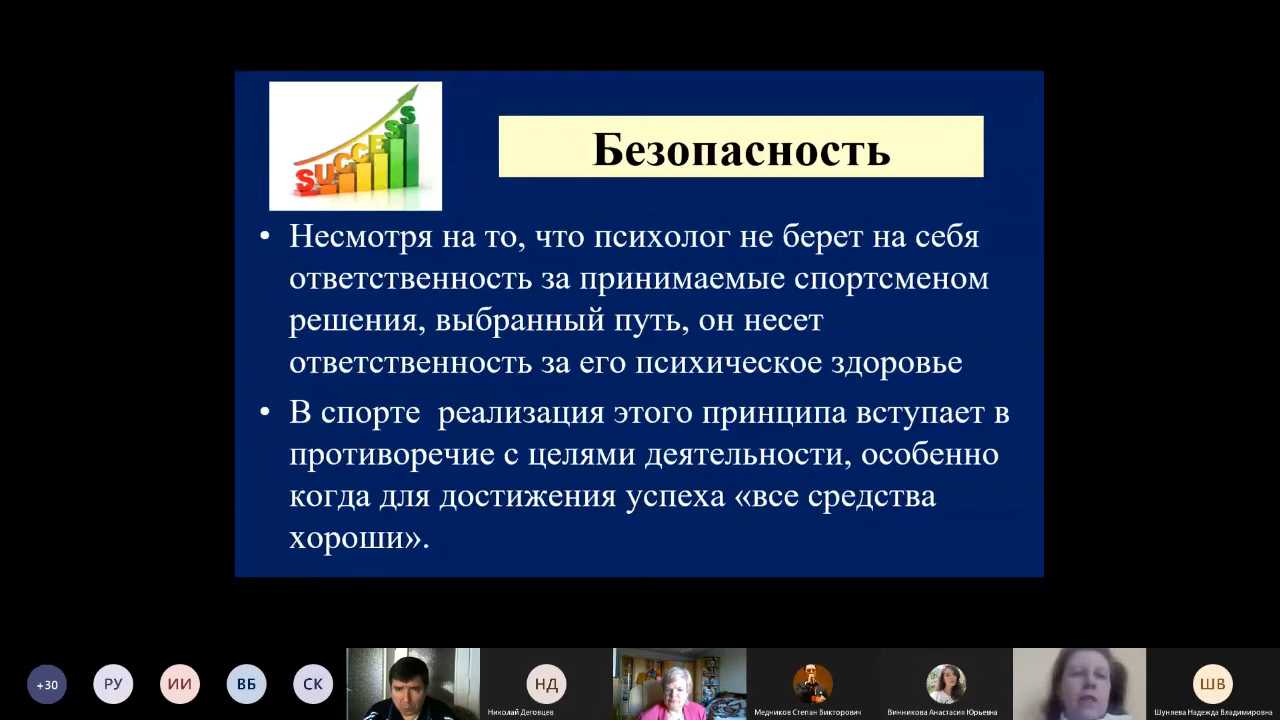 SUCCESS
Безопасность
• Несмотря на то, что психолог не берет на себя
ответственность за принимаемые спортсменом
решения, выбранный путь, он несет
ответственность за его психическое здоровье
• В спорте  реализация этого принципа вступает в
противоречие с целями деятельности, особенно
когда для достижения успеха «все средства
хороши».
+30
РУ
ИИ
ВБ
СК
НД
Николай Деговцев
Медников Степан Викторович
Винникова Анастасия Юрьевна
ШВ
Шуняева Надежда Владимировна